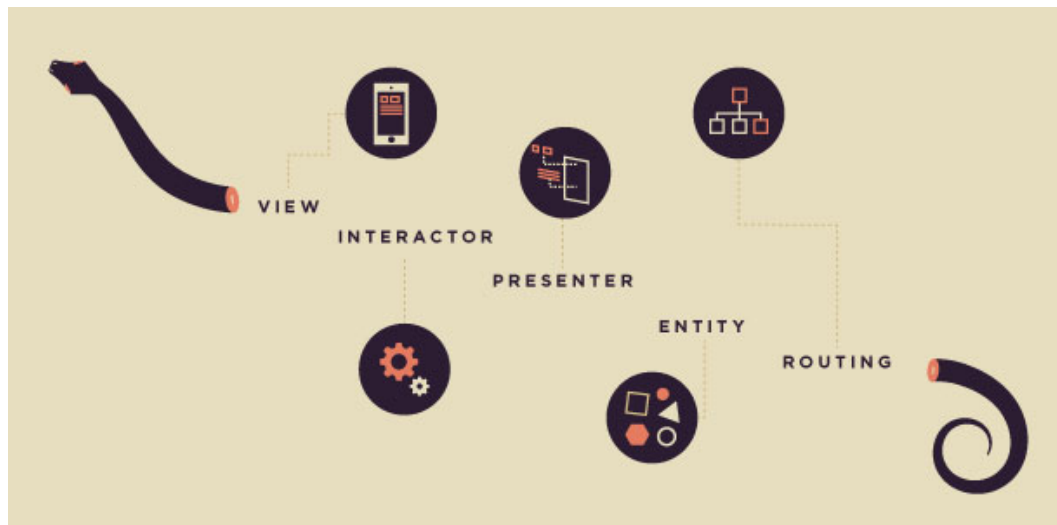 VIEW
INTERACTOR
PRESENTER
ENTITY
ROUTING